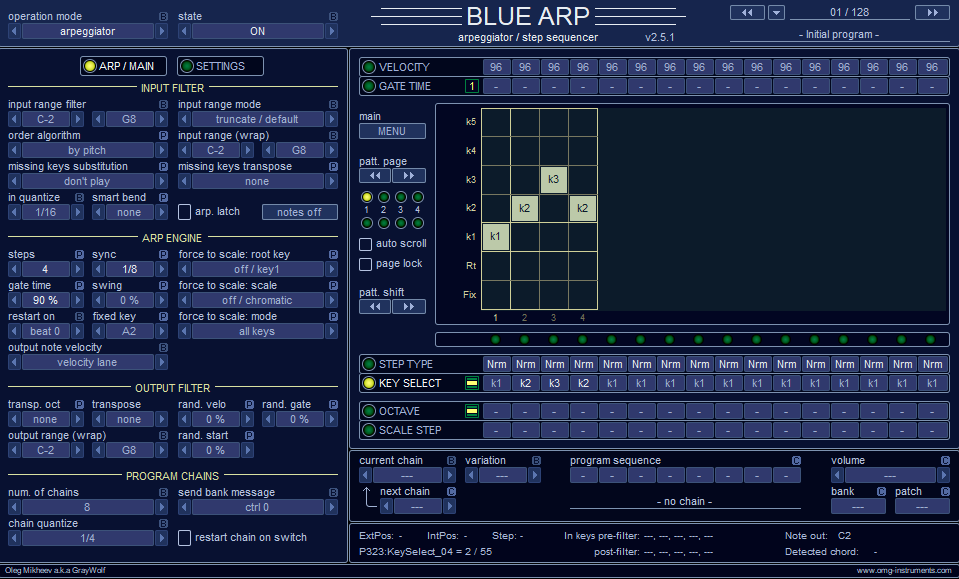 operation mode B state B
arpeggiator ON
BLUE ARP
arpeggiator / step sequencer v2.5.1
01 / 128
- Initial program -
ARP / MAIN SETTINGS
INPUT FILTER
input range filter B input range mode B
C-2 G8 truncate / default
order algorithm P input range (wrap) B
by pitch C-2 G8
missing keys substitution P missing keys transpose P
don't play none
in quantize B smart bend P
1/16 none arp. latch notes off
ARP ENGINE
steps P sync P force to scale: root key P
4 1/8 off / key1
gate time P swing P force to scale: scale P
90 % 0 % off / chromatic
restart on B fixed key P force to scale: mode P
beat 0 A2 all keys
output note velocity B
velocity lane
OUTPUT FILTER
transp. oct P transpose P rand. velo P rand. gate P
none none 0 % 0 %
output range (wrap) B rand. start P
C-2 G8 0 %
PROGRAM CHAINS
num. of chains B send bank message B
8 ctrl 0
chain quantize B
1/4 restart chain on switch
VELOCITY 96 96 96 96 96 96 96 96 96 96 96 96 96 96 96 96
GATE TIME 1 - - - - - - - - - - - - - - - -
main
MENU
patt. page
1 2 3 4
auto scroll
page lock
patt. shift
k5
k4
k3 k3
k2 k2 k2
k1 k1
Rt
Fix
1 2 3 4
STEP TYPE Nrm Nrm Nrm Nrm Nrm Nrm Nrm Nrm Nrm Nrm Nrm Nrm Nrm Nrm Nrm Nrm
KEY SELECT k1 k2 k3 k2 k1 k1 k1 k1 k1 k1 k1 k1 k1 k1 k1 k1
OCTAVE - - - - - - - - - - - - - - - -
SCALE STEP - - - - - - - - - - - - - - - -
current chain B variation B program sequence C volume C
--- --- - - - - - - - - ---
next chain C bank C patch C
--- - no chain - --- ---
ExtPos: - IntPos: - Step: - In keys pre-filter: ---, ---, ---, --- Note out: C2
P323:KeySelect_04 = 2 / 55 post-filter: ---, ---, ---, --- Detected chord: -
Oleg Mikheev a.k.a GrayWolf www.omg-instruments.com